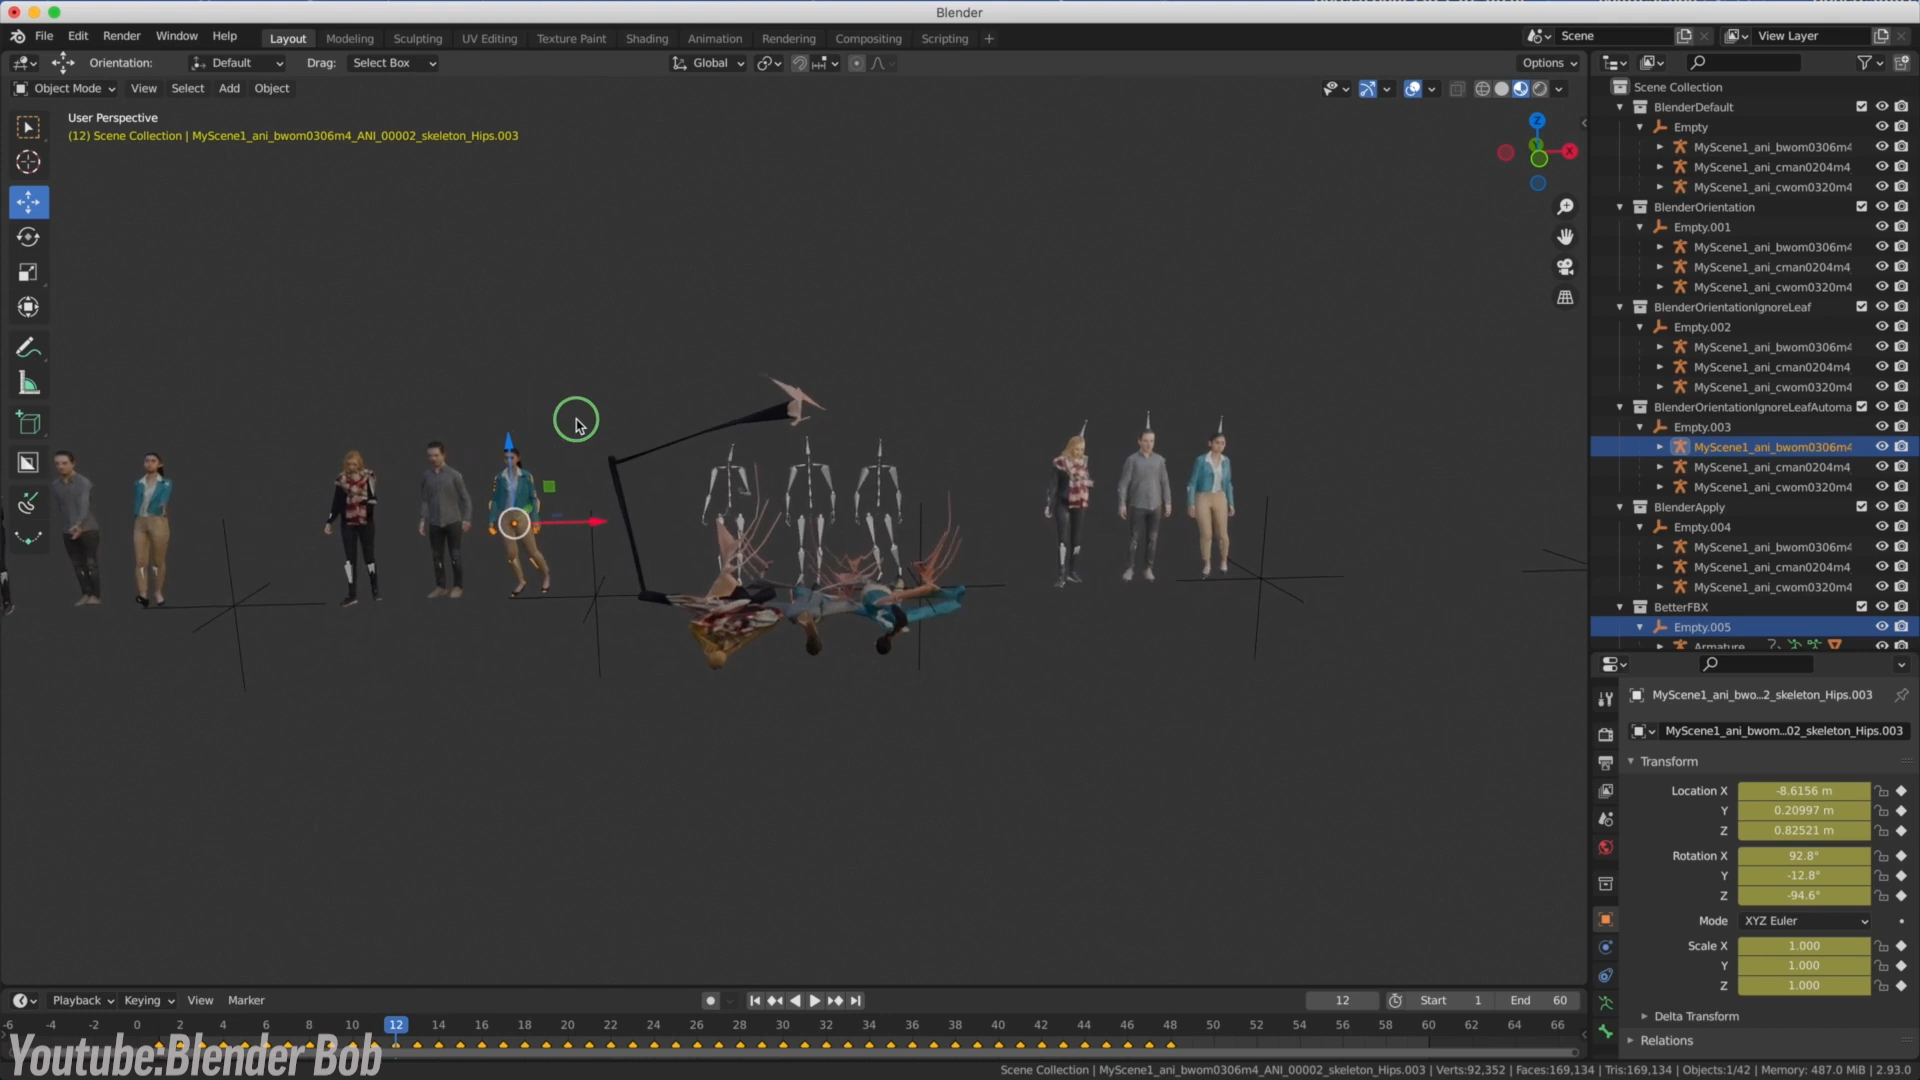 Blender
File Edit Render Window Help
Layout Modeling Sculpting UV Editing Texture Paint Shading Animation Rendering Compositing Scripting +
Scene
View Layer
Orientation: Default Drag: Select Box
Global
Options
Object Mode View Select Add Object
User Perspective
(12) Scene Collection | MyScene1_ani_bwom0306m4_ANI_00002_skeleton_Hips.003
Z
X
Scene Collection
BlenderDefault
Empty
MyScene1_ani_bwom0306m4
MyScene1_ani_cman0204m4
MyScene1_ani_cwom0320m4
BlenderOrientation
Empty.001
MyScene1_ani_bwom0306m4
MyScene1_ani_cman0204m4
MyScene1_ani_cwom0320m4
BlenderOrientationIgnoreLeaf
Empty.002
MyScene1_ani_bwom0306m4
MyScene1_ani_cman0204m4
MyScene1_ani_cwom0320m4
BlenderOrientationIgnoreLeafAutoma
Empty.003
MyScene1_ani_bwom0306m4
MyScene1_ani_cman0204m4
MyScene1_ani_cwom0320m4
BlenderApply
Empty.004
MyScene1_ani_bwom0306m4
MyScene1_ani_cman0204m4
MyScene1_ani_cwom0320m4
BetterFBX
Empty.005
Armature
MyScene1_ani_bwo...2_skeleton_Hips.003
MyScene1_ani_bwom...02_skeleton_Hips.003
Transform
Location X -8.6156 m
Y 0.20997 m
Z 0.82521 m
Rotation X 92.8°
Y -12.8°
Z -94.6°
Mode XYZ Euler
Scale X 1.000
Y 1.000
Z 1.000
Delta Transform
Relations
Playback Keying View Marker
12 Start 1 End 60
-6 -4 -2 0 2 4 6 8 10 12 14 16 18 20 22 24 26 28 30 32 34 36 38 40 42 44 46 48 50 52 54 56 58 60 62 64 66
Youtube:Blender Bob
Scene Collection | MyScene1_ani_bwom0306m4_ANI_00002_skeleton_Hips.003 | Verts:92,352 | Faces:169,134 | Tris:169,134 | Objects:1/42 | Memory: 487.0 MiB | 2.93.0